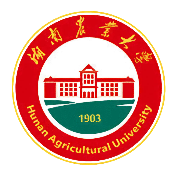 湖南农业大学
1903
Hunan Agricultural University